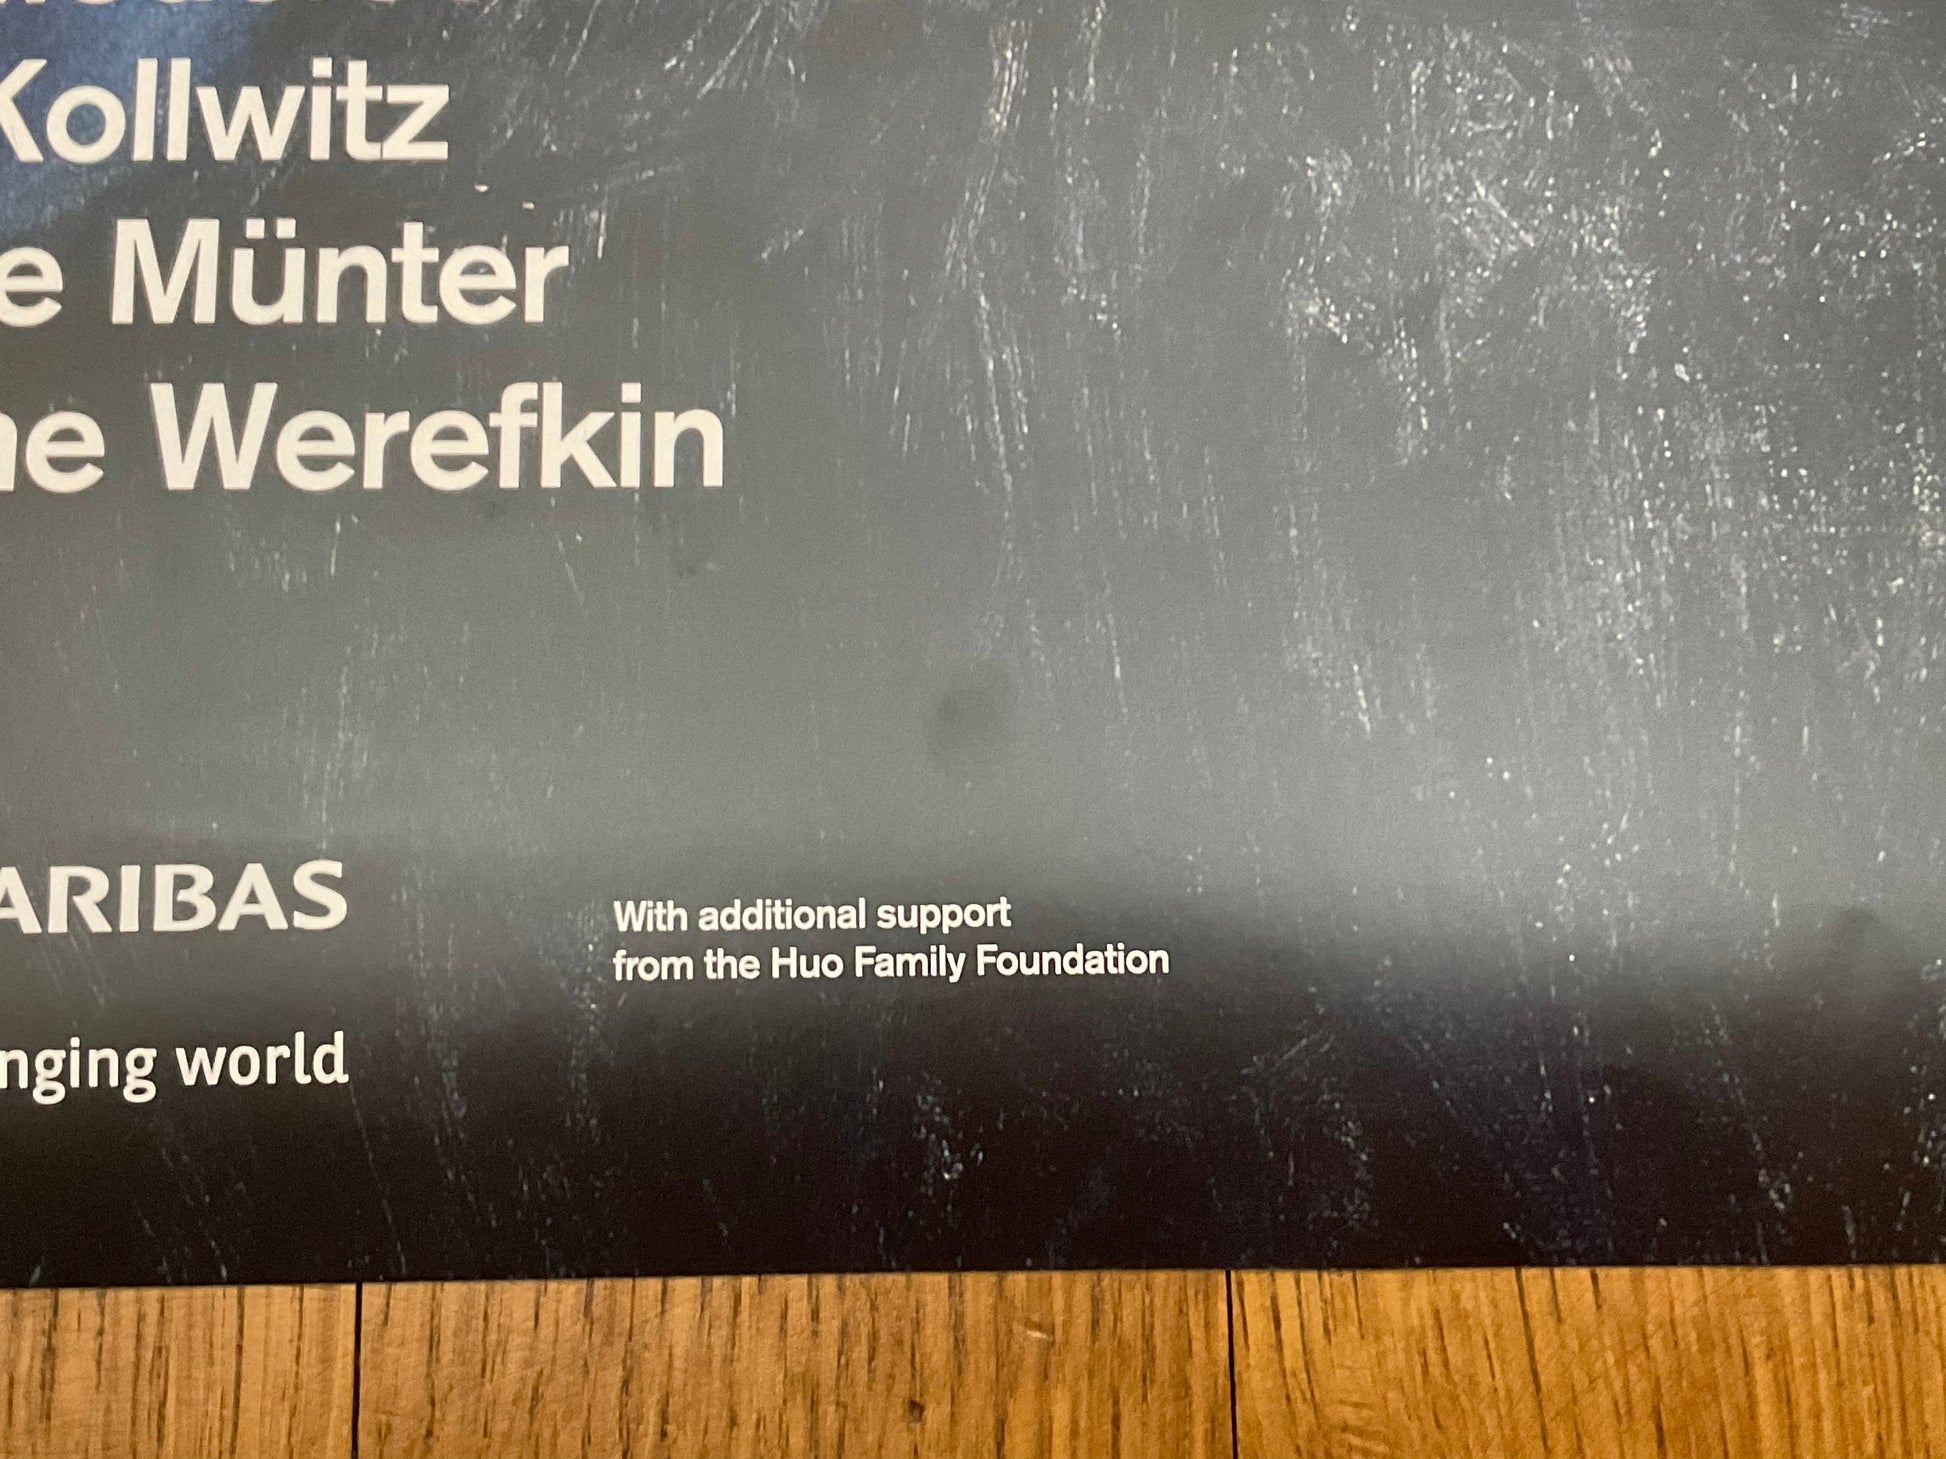 Kollwitz
e Münter
ne Werefkin
ARIBAS
With additional support
from the Huo Family Foundation
nging world